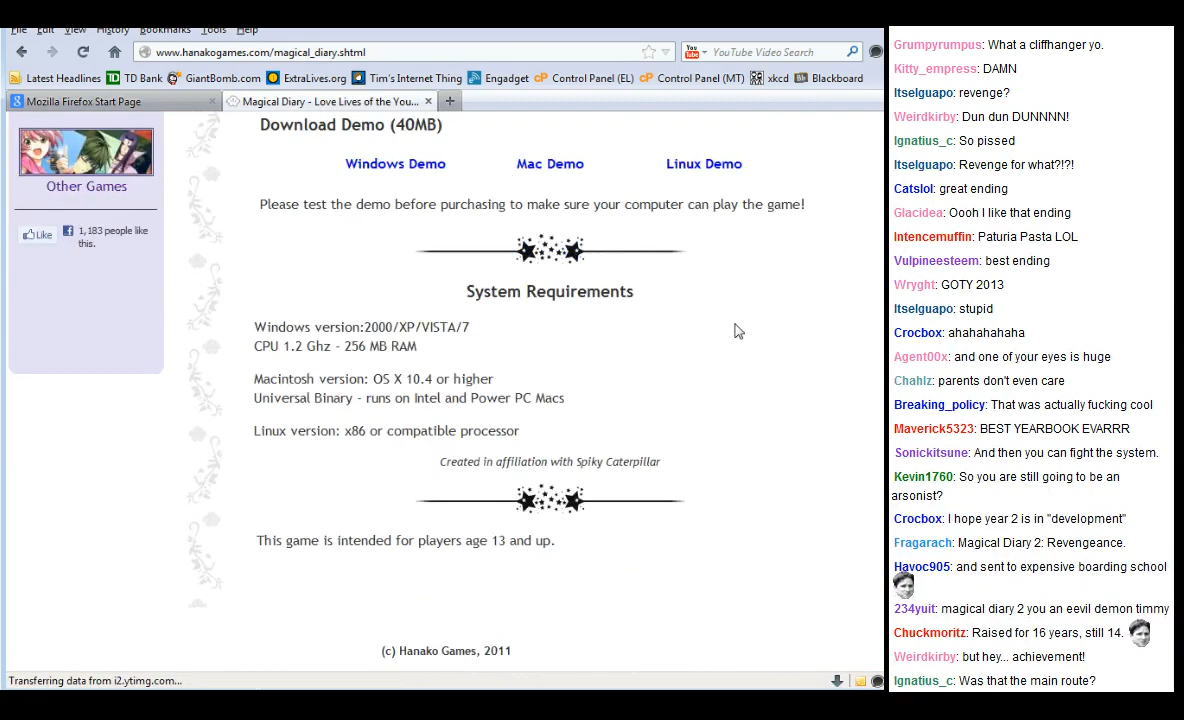 File Edit View History Bookmarks Tools Help
www.hanakogames.com/magical_diary.shtml
You Tube YouTube Video Search
Latest Headlines TD Bank GiantBomb.com ExtraLives.org Tim's Internet Thing Engadget cP Control Panel (EL) cP Control Panel (MT) xkcd Bb Blackboard
Mozilla Firefox Start Page
Magical Diary - Love Lives of the You...
Other Games
Like
1,183 people like
this.
Download Demo (40MB)
Windows Demo Mac Demo Linux Demo
Please test the demo before purchasing to make sure your computer can play the game!
System Requirements
Windows version:2000/XP/VISTA/7
CPU 1.2 Ghz - 256 MB RAM
Macintosh version: OS X 10.4 or higher
Universal Binary - runs on Intel and Power PC Macs
Linux version: x86 or compatible processor
Created in affiliation with Spiky Caterpillar
This game is intended for players age 13 and up.
(c) Hanako Games, 2011
Transferring data from i2.ytimg.com...
Grumpyrumpus: What a cliffhanger yo.
Kitty_empress: DAMN
Itselguapo: revenge?
Weirdkirby: Dun dun DUNNNN!
Ignatius_c: So pissed
Itselguapo: Revenge for what?!?!
Catslol: great ending
Glacidea: Oooh I like that ending
Intencemuffin: Paturia Pasta LOL
Vulpineesteem: best ending
Wryght: GOTY 2013
Itselguapo: stupid
Crocbox: ahahahahaha
Agent00x: and one of your eyes is huge
Chahlz: parents don't even care
Breaking_policy: That was actually fucking cool
Maverick5323: BEST YEARBOOK EVARRR
Sonickitsune: And then you can fight the system.
Kevin1760: So you are still going to be an
arsonist?
Crocbox: I hope year 2 is in "development"
Fragarach: Magical Diary 2: Revengeance.
Havoc905: and sent to expensive boarding school
234yuit: magical diary 2 you an eevil demon timmy
Chuckmoritz: Raised for 16 years, still 14.
Weirdkirby: but hey... achievement!
Ignatius_c: Was that the main route?